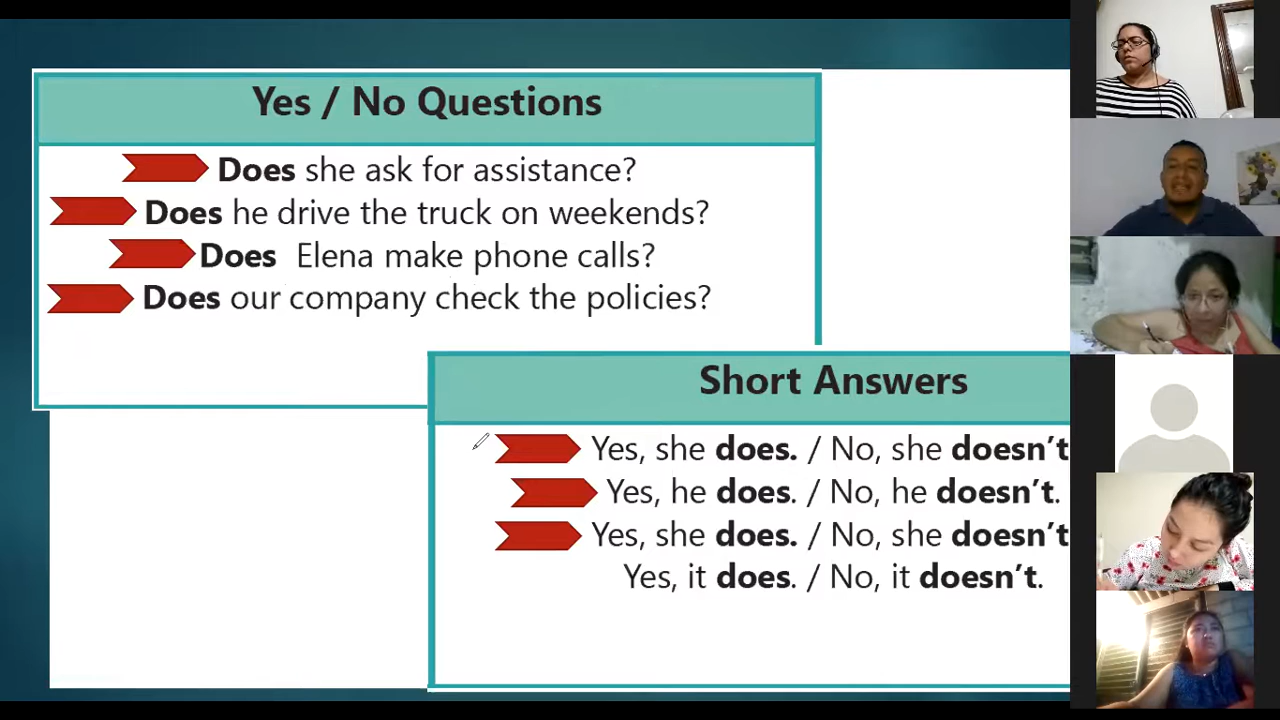 Yes / No Questions
Does she ask for assistance?
Does he drive the truck on weekends?
Does Elena make phone calls?
Does our company check the policies?
Short Answers
Yes, she does. / No, she doesn’t
Yes, he does. / No, he doesn’t.
Yes, she does. / No, she doesn’t
Yes, it does. / No, it doesn’t.